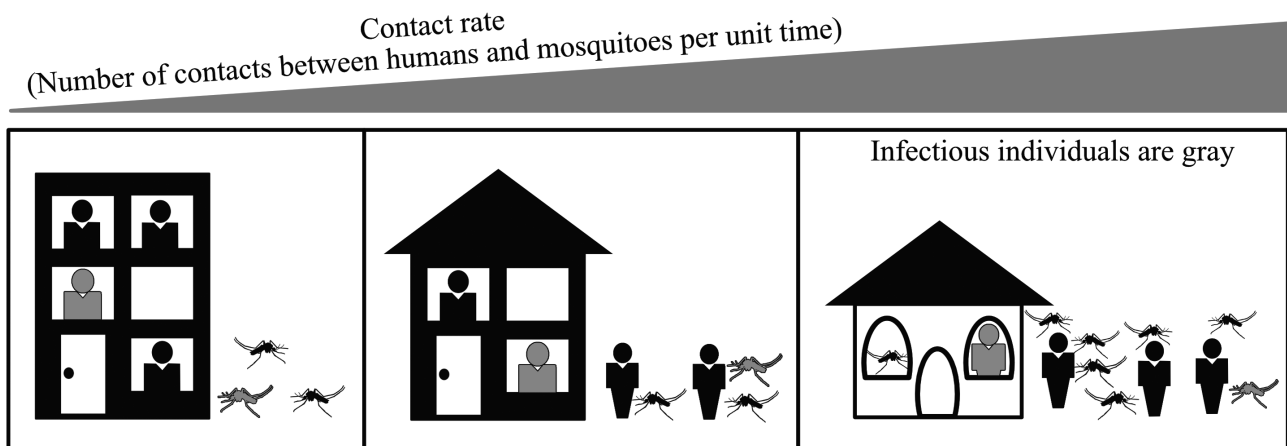 Contact rate
(Number of contacts between humans and mosquitoes per unit time)
Infectious individuals are gray